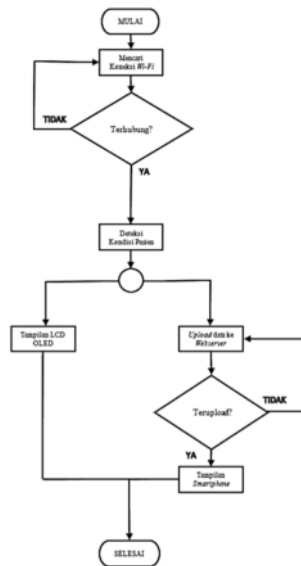 MULAI
Mencari
Koneksi Wi-Fi
TIDAK
Terhubung?
YA
Deteksi
Kondisi Pasien
Tampilan LCD
OLED
Upload data ke
Webserver
TIDAK
Terupload?
YA
Tampilan
Smartphone
SELESAI